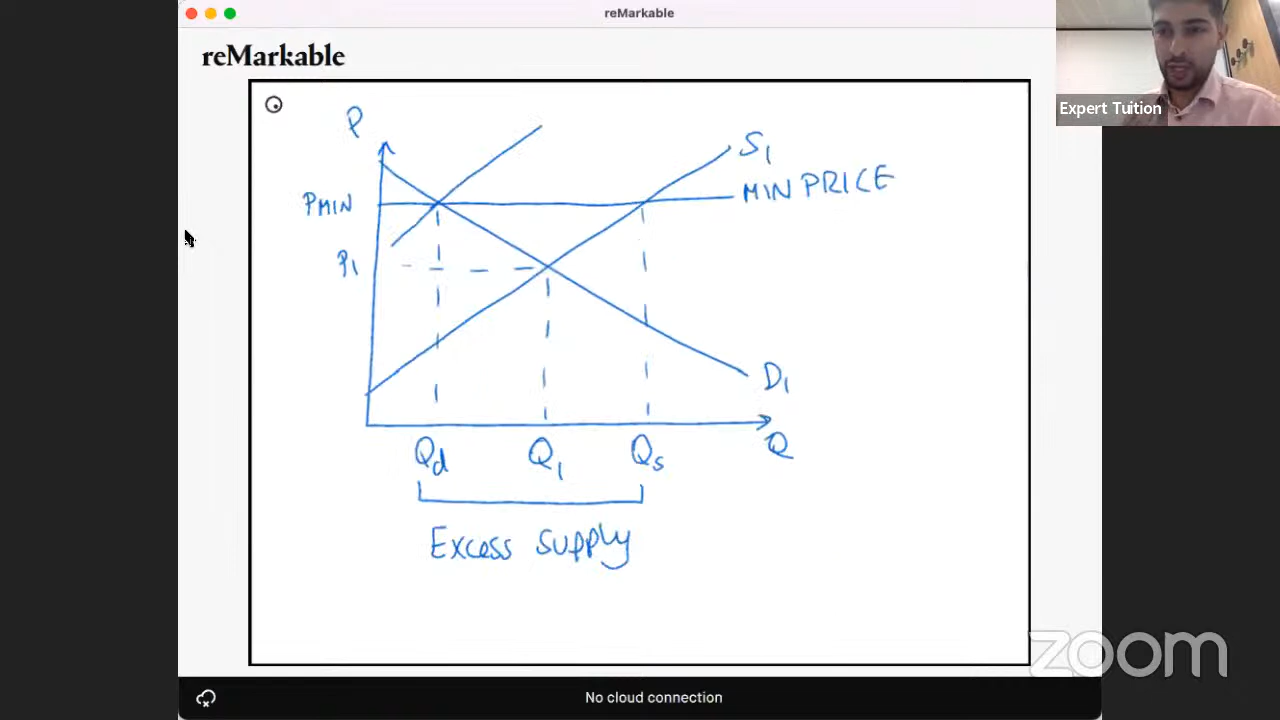 reMarkable
reMarkable
Expert Tuition
P
S1
MIN PRICE
PMIN
P1
D1
Qd Q1 Qs Q
Excess supply
zoom
No cloud connection